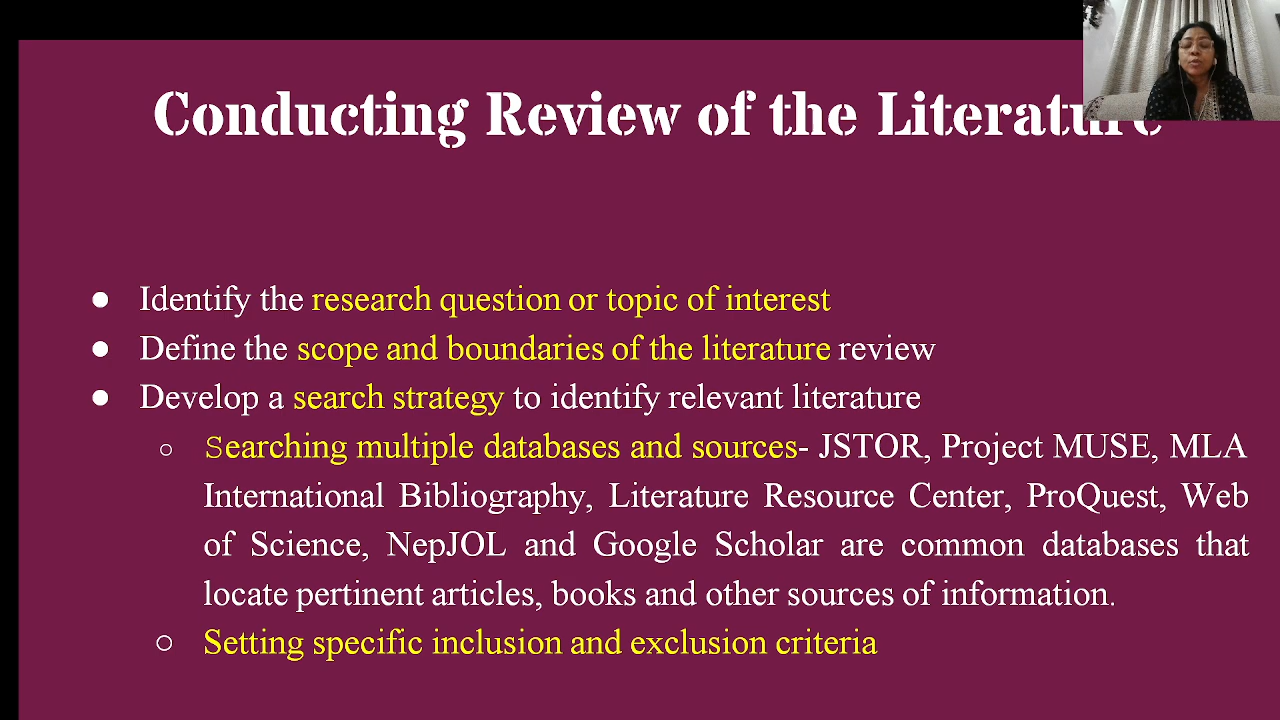 Conducting Review of the Literature
● Identify the research question or topic of interest
● Define the scope and boundaries of the literature review
● Develop a search strategy to identify relevant literature
○ Searching multiple databases and sources- JSTOR, Project MUSE, MLA
International Bibliography, Literature Resource Center, ProQuest, Web
of Science, NepJOL and Google Scholar are common databases that
locate pertinent articles, books and other sources of information.
○ Setting specific inclusion and exclusion criteria